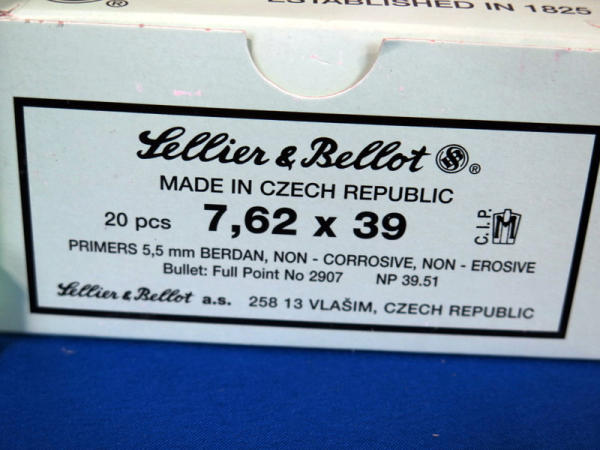 ® ESTABLISHED IN 1825
Sellier & Bellot ®
MADE IN CZECH REPUBLIC
20 pcs 7,62 x 39 C.I.P.
PRIMERS 5,5 mm BERDAN, NON - CORROSIVE, NON - EROSIVE
Bullet: Full Point No 2907 NP 39.51
Sellier & Bellot a.s. 258 13 VLAŠIM, CZECH REPUBLIC